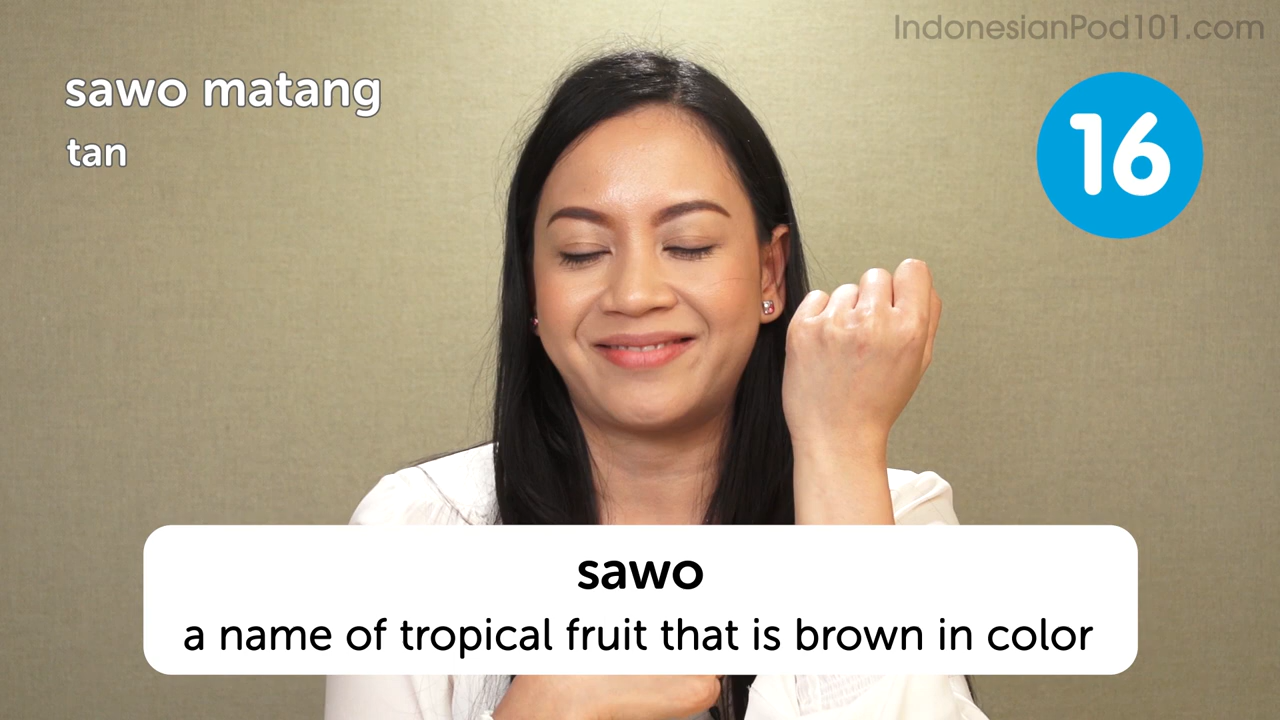 IndonesianPod101.com
sawo matang
tan
16
sawo
a name of tropical fruit that is brown in color